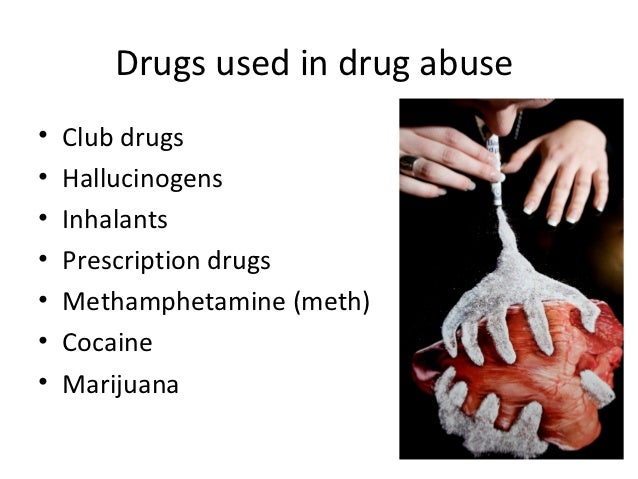 Drugs used in drug abuse
• Club drugs
• Hallucinogens
• Inhalants
• Prescription drugs
• Methamphetamine (meth)
• Cocaine
• Marijuana